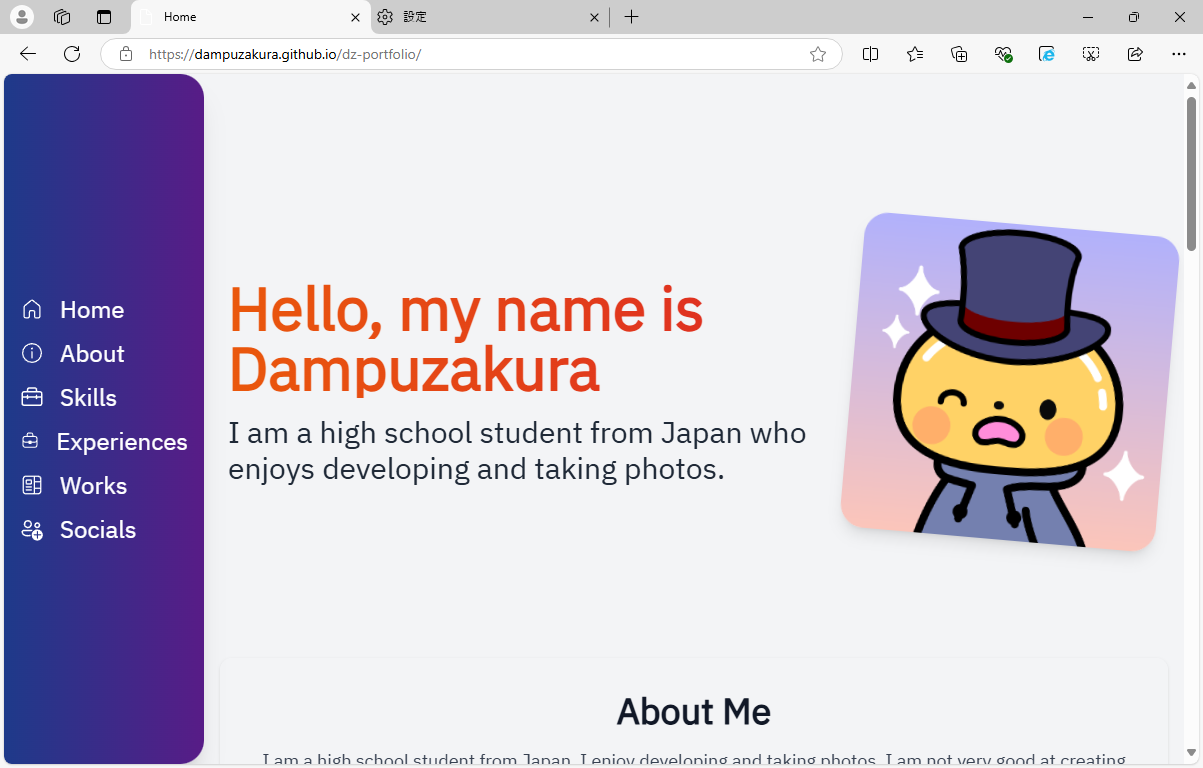 Home
設定
https://dampuzakura.github.io/dz-portfolio/
Home
About
Skills
Experiences
Works
Socials
Hello, my name is
Dampuzakura
I am a high school student from Japan who
enjoys developing and taking photos.
About Me
I am a high school student from Japan. I enjoy developing and taking photos. I am not very good at creating